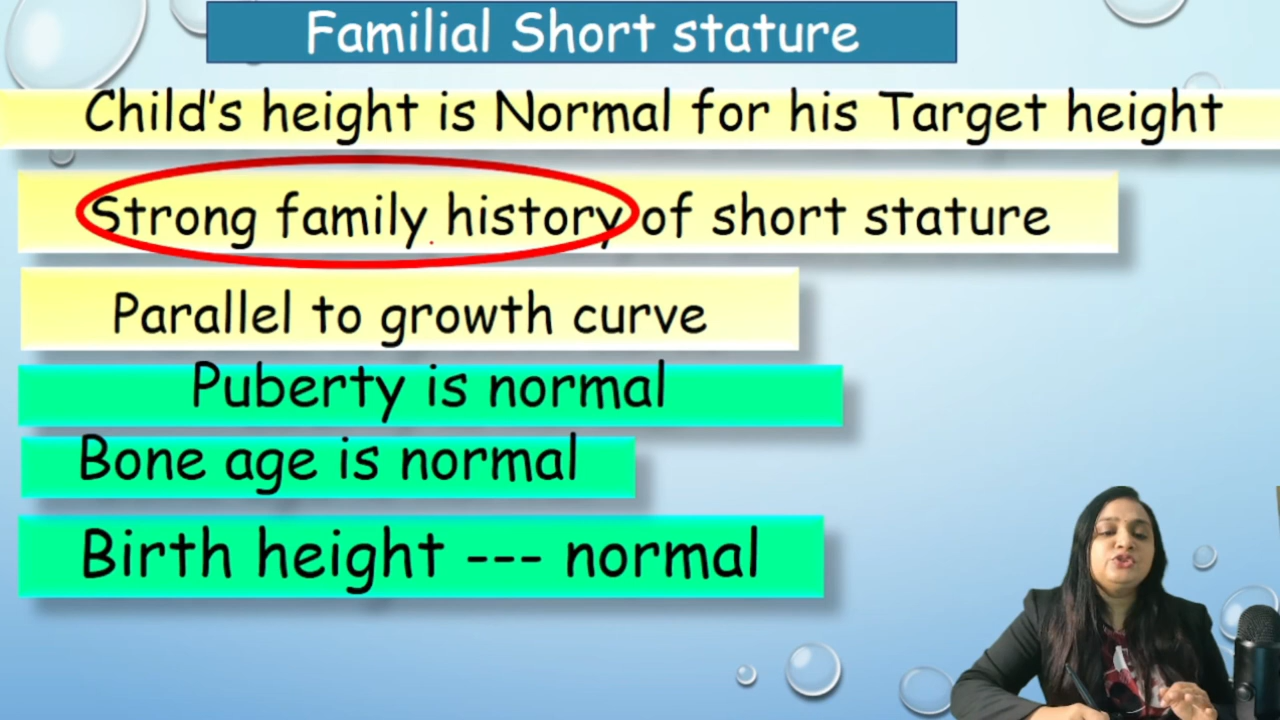 Familial Short stature
Child's height is Normal for his Target height
Strong family history of short stature
Parallel to growth curve
Puberty is normal
Bone age is normal
Birth height --- normal